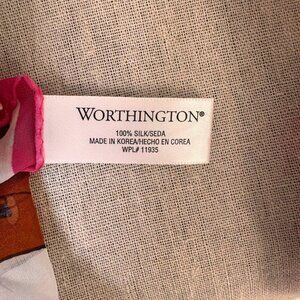 WORTHINGTON®
100% SILK/SEDA
MADE IN KOREA/HECHO EN COREA
WPL# 11935